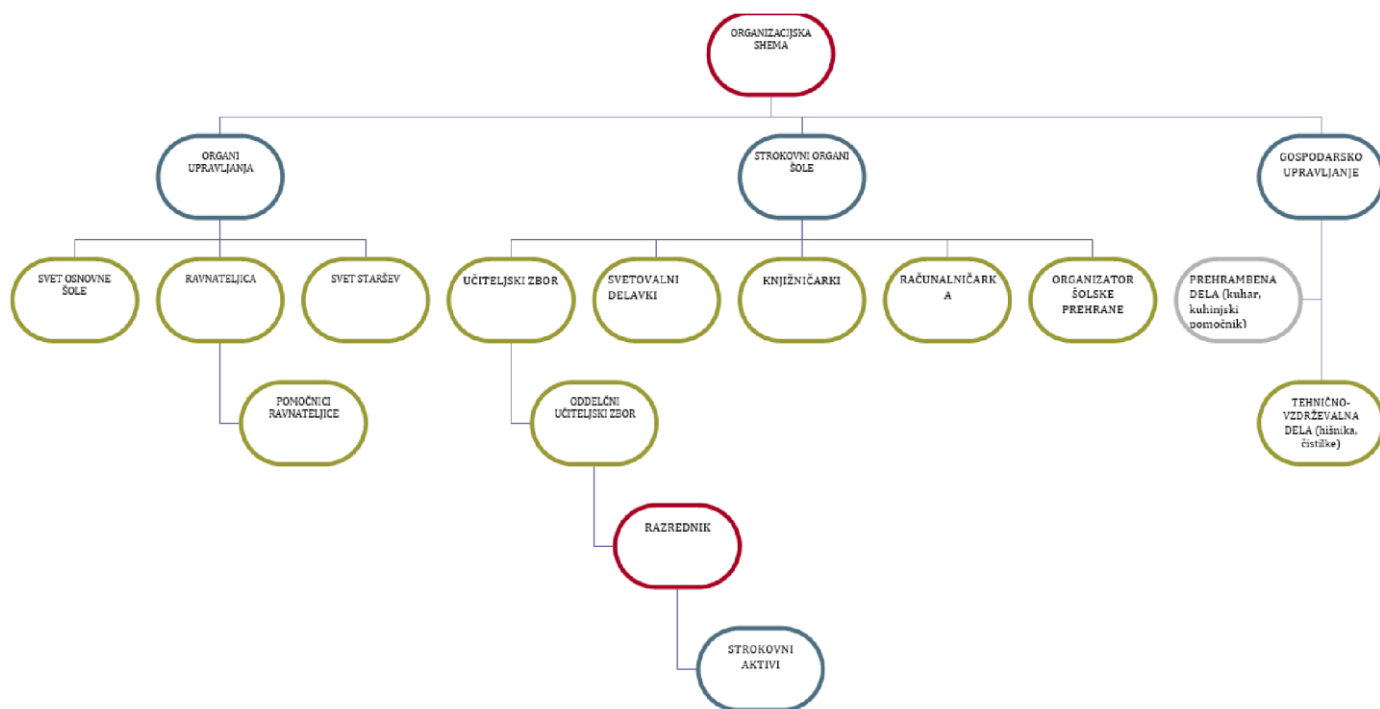 ORGANIZACIJSKA
SHEMA
ORGANI
UPRAVLJANJA
STROKOVNI ORGANI
ŠOLE
GOSPODARSKO
UPRAVLJANJE
SVET OSNOVNE
ŠOLE
RAVNATELJICA
SVET STARŠEV
UČITELJSKI ZBOR
SVETOVALNI
DELAVKI
KNJIŽNIČARKI
RAČUNALNIČARK
A
ORGANIZATOR
ŠOLSKE
PREHRANE
PREHRAMBENA
DELA (kuhar,
kuhinjski
pomočnik)
POMOČNICI
RAVNATELJICE
ODDELČNI
UČITELJSKI ZBOR
TEHNIČNO-
VZDRŽEVALNA
DELA (hišnika,
čistilke)
RAZREDNIK
STROKOVNI
AKTIVI